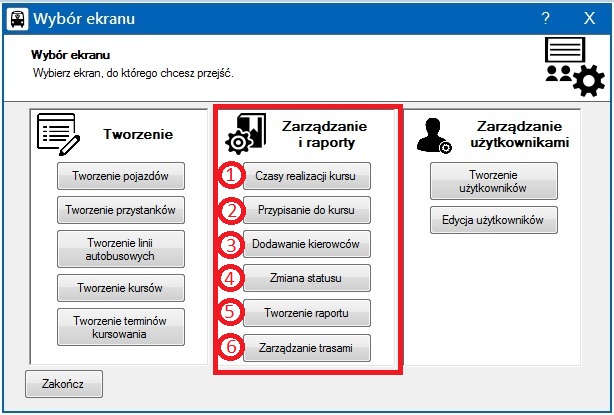 Wybór ekranu
? X
Wybór ekranu
Wybierz ekran, do którego chcesz przejść.
Tworzenie
Tworzenie pojazdów
Tworzenie przystanków
Tworzenie linii
autobusowych
Tworzenie kursów
Tworzenie terminów
kursowania
Zarządzanie
i raporty
1 Czasy realizacji kursu
2 Przypisanie do kursu
3 Dodawanie kierowców
4 Zmiana statusu
5 Tworzenie raportu
6 Zarządzanie trasami
Zarządzanie
użytkownikami
Tworzenie
użytkowników
Edycja użytkowników
Zakończ